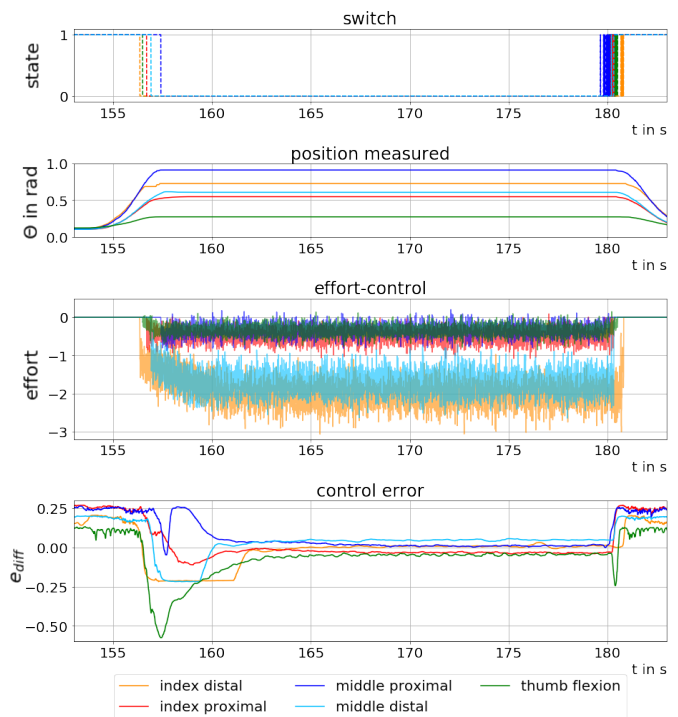 switch
state
1
0
155 160 165 170 175 180
t in s
position measured
Θ in rad
1.0
0.5
0.0
155 160 165 170 175 180
t in s
effort-control
effort
0
−1
−2
−3
155 160 165 170 175 180
t in s
control error
e_diff
0.25
0.00
−0.25
−0.50
155 160 165 170 175 180
t in s
index distal middle proximal thumb flexion
index proximal middle distal